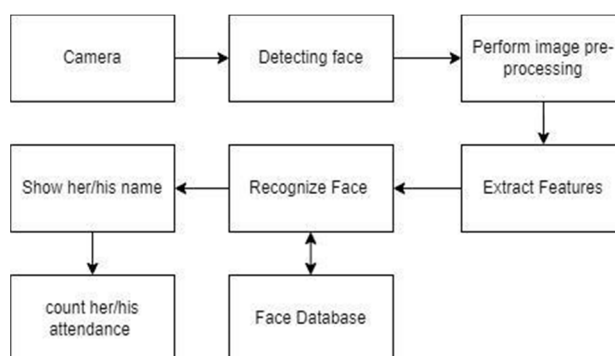 Camera
Detecting face
Perform image pre-
processing
Show her/his name
Recognize Face
Extract Features
count her/his
attendance
Face Database